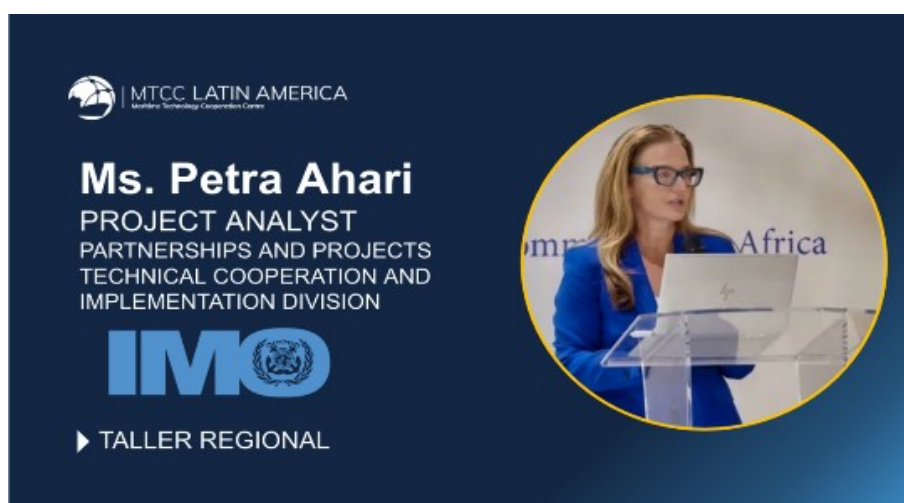 MTCC LATIN AMERICA
Maritime Technology Cooperation Centre
Ms. Petra Ahari
PROJECT ANALYST
PARTNERSHIPS AND PROJECTS
TECHNICAL COOPERATION AND
IMPLEMENTATION DIVISION
IMO
TALLER REGIONAL
Africa
hp